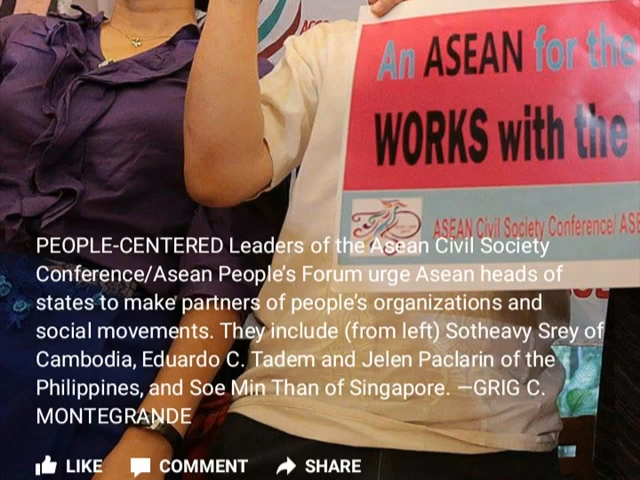 An ASEAN for the
WORKS with the
ASEAN Civil Society Conference/
PEOPLE-CENTERED Leaders of the Asean Civil Society
Conference/Asean People's Forum urge Asean heads of
states to make partners of people's organizations and
social movements. They include (from left) Sotheavy Srey of
Cambodia, Eduardo C. Tadem and Jelen Paclarin of the
Philippines, and Soe Min Than of Singapore. —GRIG C.
MONTEGRANDE
LIKE COMMENT SHARE